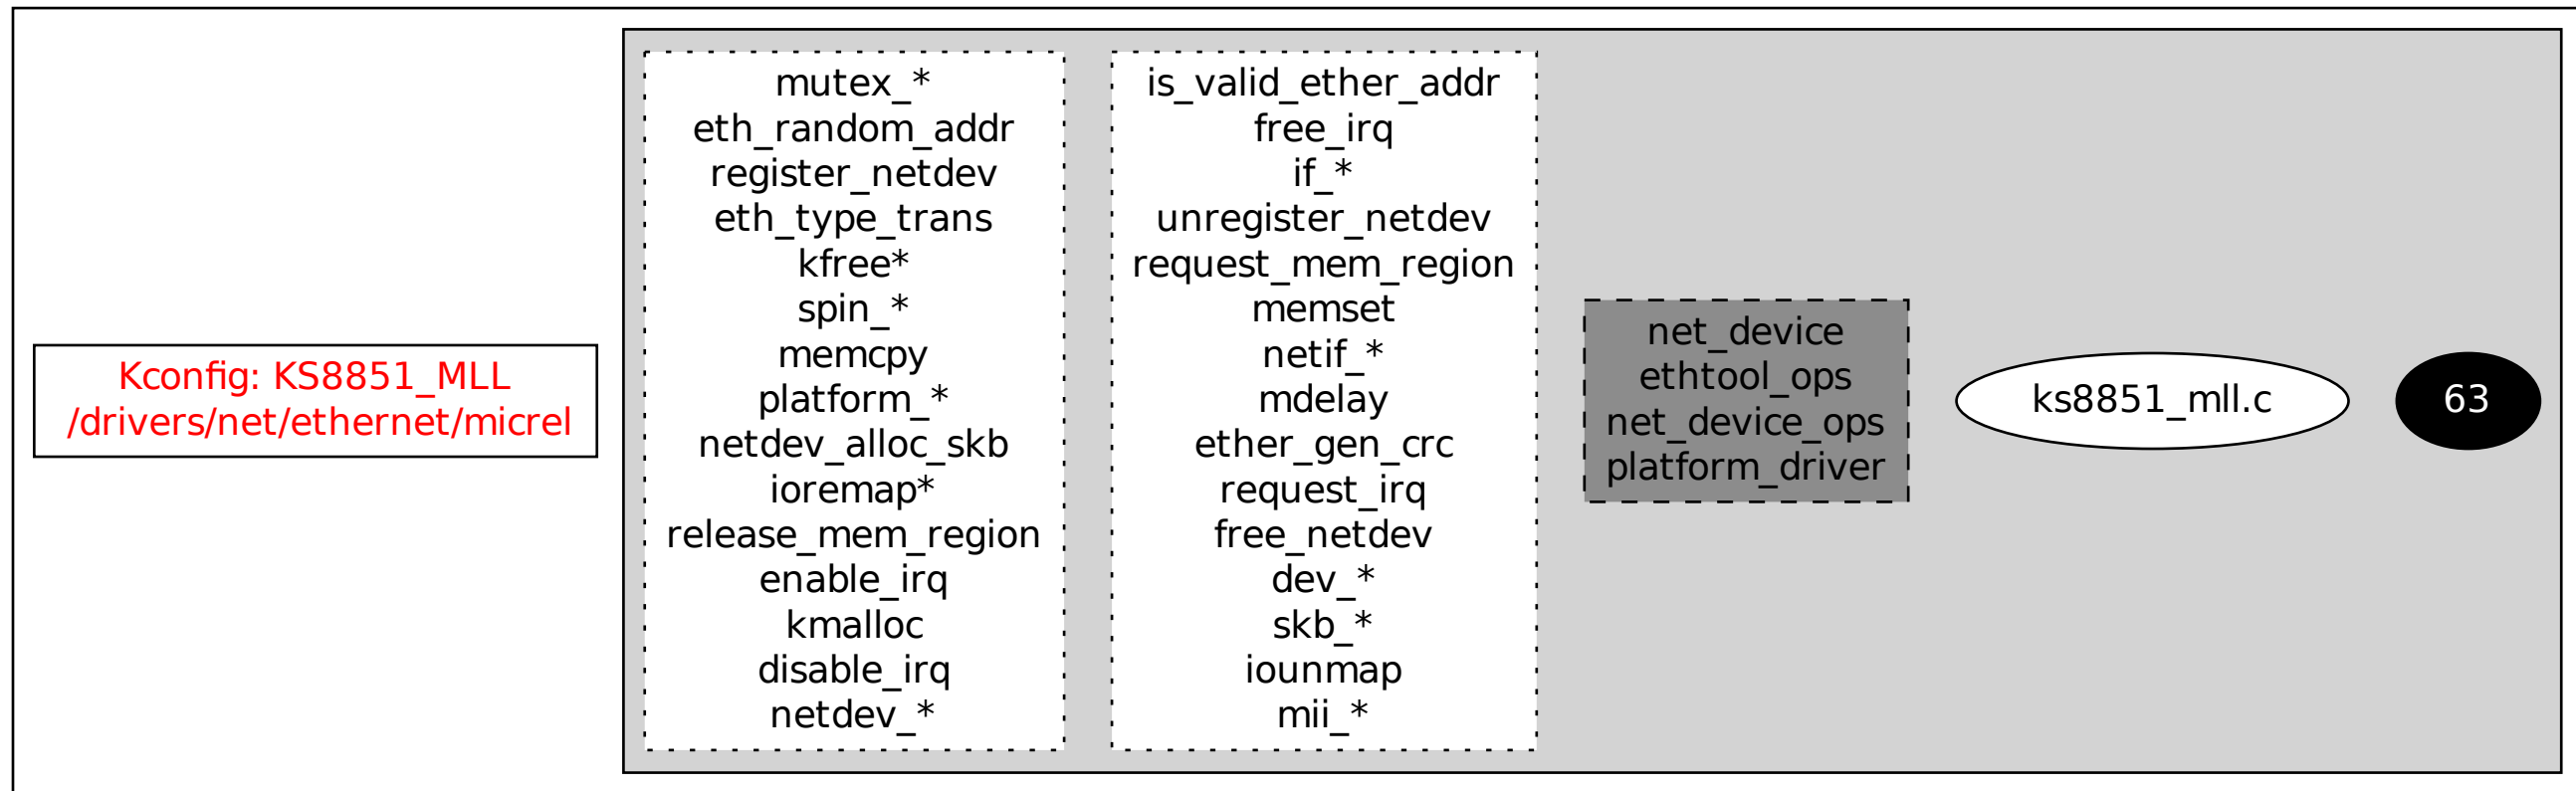 Kconfig: KS8851_MLL
/drivers/net/ethernet/micrel
mutex_*
eth_random_addr
register_netdev
eth_type_trans
kfree*
spin_*
memcpy
platform_*
netdev_alloc_skb
ioremap*
release_mem_region
enable_irq
kmalloc
disable_irq
netdev_*
is_valid_ether_addr
free_irq
if_*
unregister_netdev
request_mem_region
memset
netif_*
mdelay
ether_gen_crc
request_irq
free_netdev
dev_*
skb_*
iounmap
mii_*
net_device
ethtool_ops
net_device_ops
platform_driver
ks8851_mll.c
63